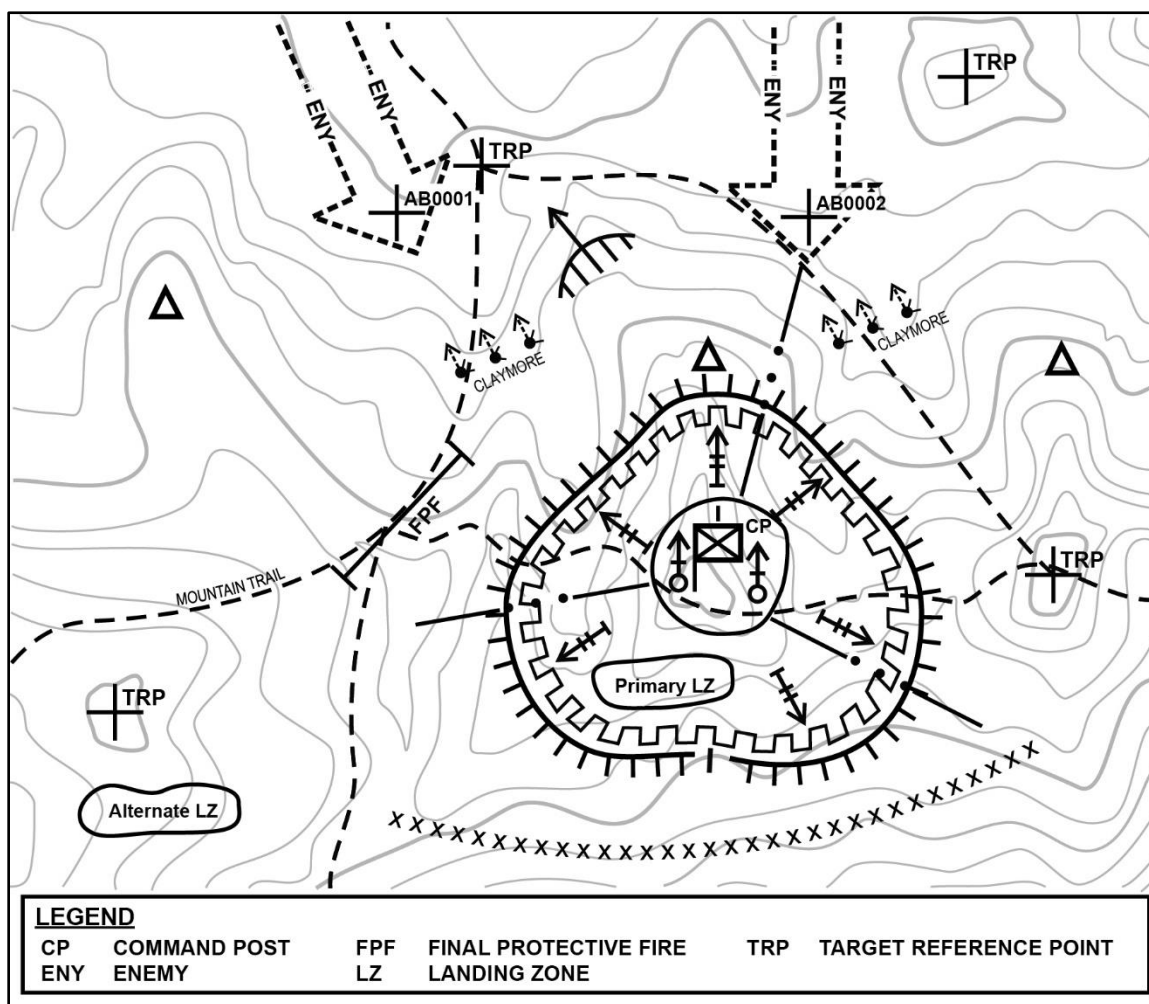 TRP
ENY
ENY
ENY
ENY
TRP
AB0001
AB0002
CLAYMORE
CLAYMORE
FPF
CP
I
MOUNTAIN TRAIL
TRP
Primary LZ
TRP
Alternate LZ
XXXXXXXXXXXXXXXXXXXXXXXXXXXXXXXXX
LEGEND
CP COMMAND POST FPF FINAL PROTECTIVE FIRE TRP TARGET REFERENCE POINT
ENY ENEMY LZ LANDING ZONE